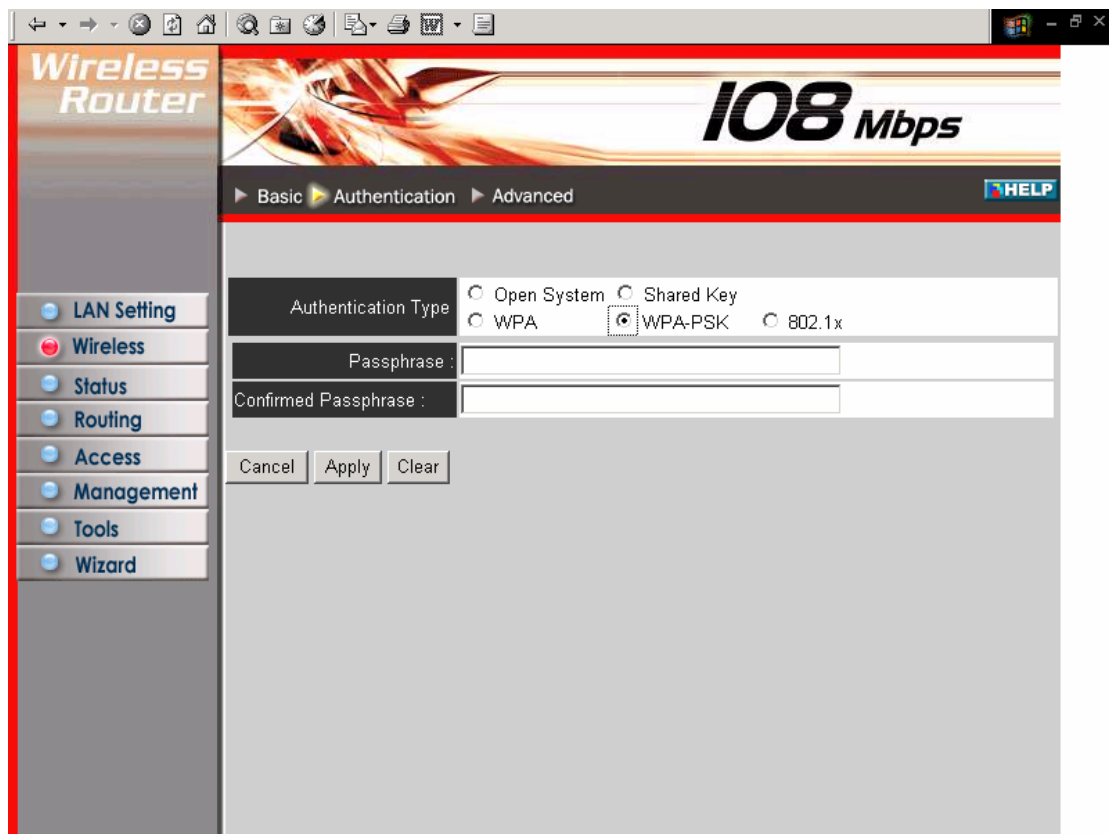 Wireless
Router
108 Mbps
Basic Authentication Advanced
HELP
LAN Setting
Wireless
Status
Routing
Access
Management
Tools
Wizard
Authentication Type
Open System Shared Key
WPA WPA-PSK 802.1x
Passphrase :
Confirmed Passphrase :
Cancel Apply Clear